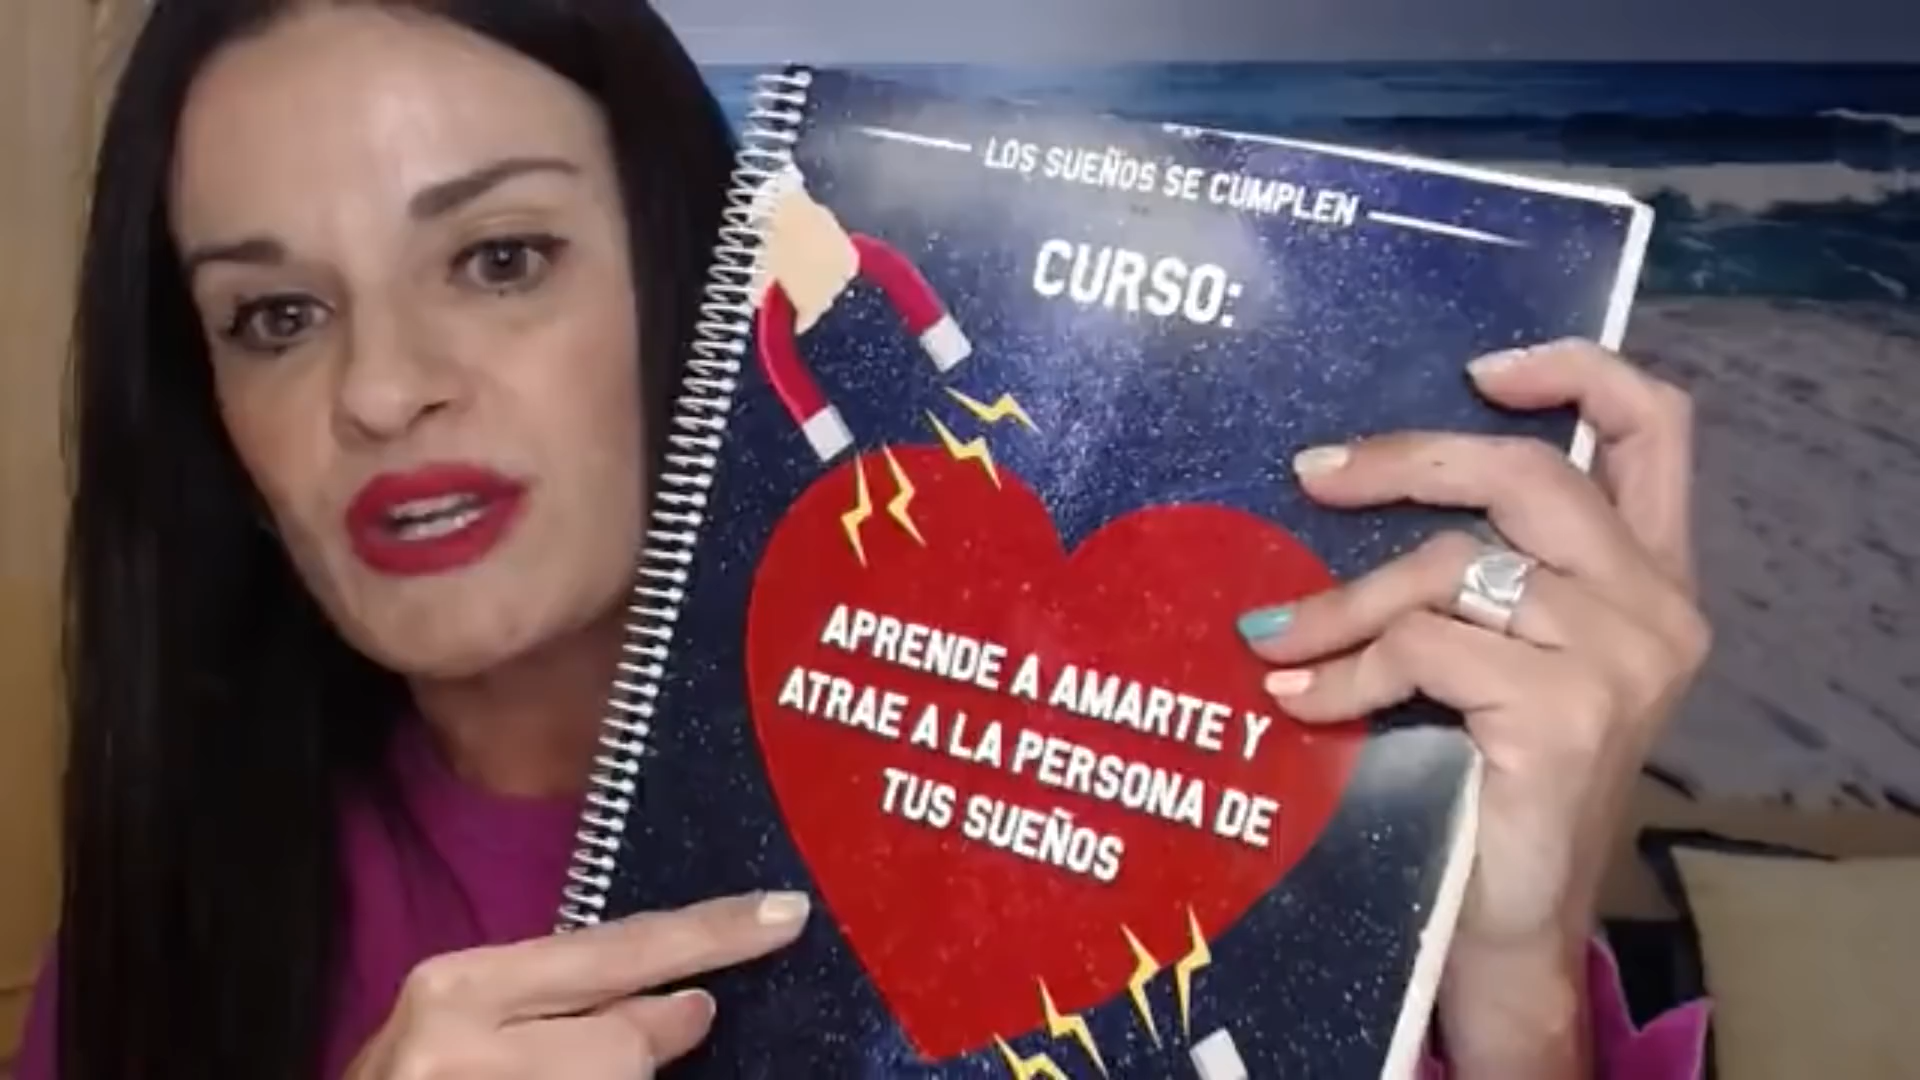 LOS SUEÑOS SE CUMPLEN
CURSO:
APRENDE A AMARTE Y
ATRAE A LA PERSONA DE
TUS SUEÑOS